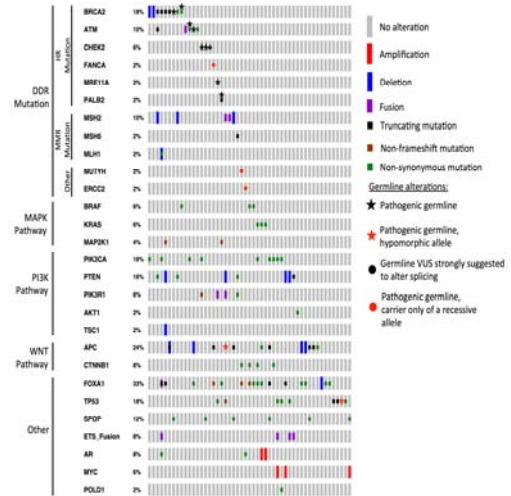 DDR
Mutation
HR
Mutation
BRCA2 18%
ATM 10%
CHEK2 6%
FANCA 2%
MRE11A 2%
PALB2 2%
MMR
Mutation
MSH2 10%
MSH6 2%
MLH1 2%
Other
MUTYH 2%
ERCC2 2%
MAPK
Pathway
BRAF 6%
KRAS 6%
MAP2K1 4%
PI3K
Pathway
PIK3CA 18%
PTEN 16%
PIK3R1 8%
AKT1 2%
TSC1 2%
WNT
Pathway
APC 24%
CTNNB1 8%
Other
FOXA1 33%
TP53 18%
SPOP 12%
ETS_Fusion 8%
AR 8%
MYC 6%
POLD1 2%
No alteration
Amplification
Deletion
Fusion
Truncating mutation
Non-frameshift mutation
Non-synonymous mutation
Germline alterations:
Pathogenic germline
Pathogenic germline,
hypomorphic allele
Germline VUS strongly suggested
to alter splicing
Pathogenic germline,
carrier only of a recessive
allele